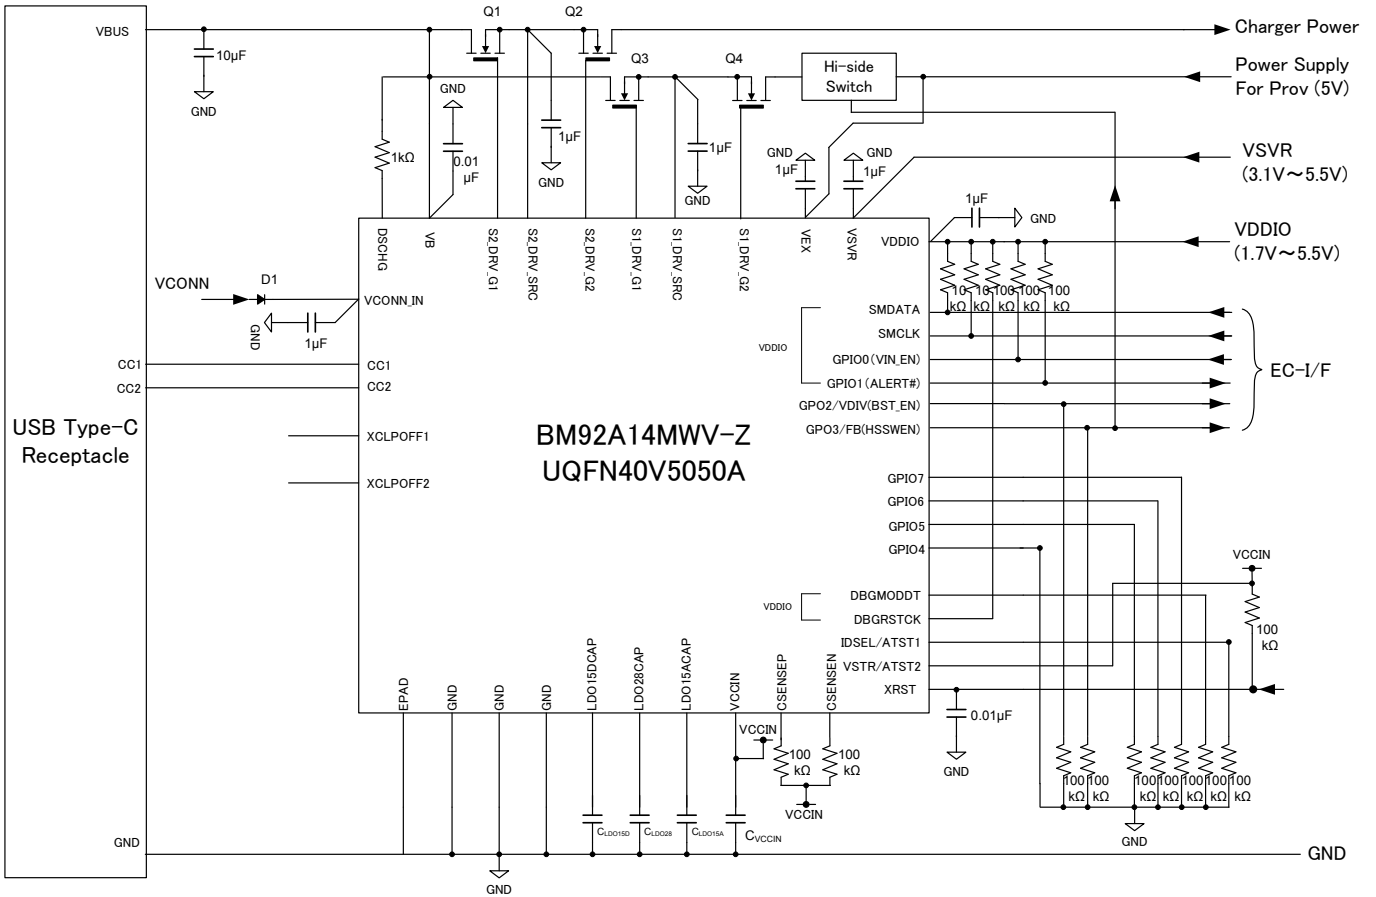 VBUS
10μF
GND
Q1
Q2
Q3
Q4
Charger Power
Hi-side
Switch
Power Supply
For Prov (5V)
GND
0.01
μF
1kΩ
1μF
GND
1μF
GND
GND
1μF
GND
1μF
VSVR
(3.1V～5.5V)
1μF
GND
VDDIO
(1.7V～5.5V)
DSCHG
VB
S2_DRV_G1
S2_DRV_SRC
S2_DRV_G2
S1_DRV_G1
S1_DRV_SRC
S1_DRV_G2
VEX
VSVR
VDDIO
10
kΩ
10
kΩ
100
kΩ
100
kΩ
100
kΩ
VCONN
D1
VCONN_IN
GND
1μF
CC1
CC1
CC2
CC2
XCLPOFF1
XCLPOFF2
USB Type-C
Receptacle
BM92A14MWV-Z
UQFN40V5050A
VDDIO
SMDATA
SMCLK
GPIO0(VIN_EN)
GPIO1(ALERT#)
GPO2/VDIV(BST_EN)
GPO3/FB(HSSWEN)
EC-I/F
GPIO7
GPIO6
GPIO5
GPIO4
VDDIO
DBGMODDT
DBGRSTCK
IDSEL/ATST1
VSTR/ATST2
XRST
VCCIN
100
kΩ
0.01μF
GND
EPAD
GND
GND
GND
LDO15DCAP
LDO28CAP
LDO15ACAP
VCCIN
CSENSEP
CSENSEN
VCCIN
100
kΩ
100
kΩ
VCCIN
100
kΩ
100
kΩ
100
kΩ
100
kΩ
100
kΩ
100
kΩ
100
kΩ
GND
CLDO15D
CLDO28
CLDO15A
CVCCIN
GND
GND
GND